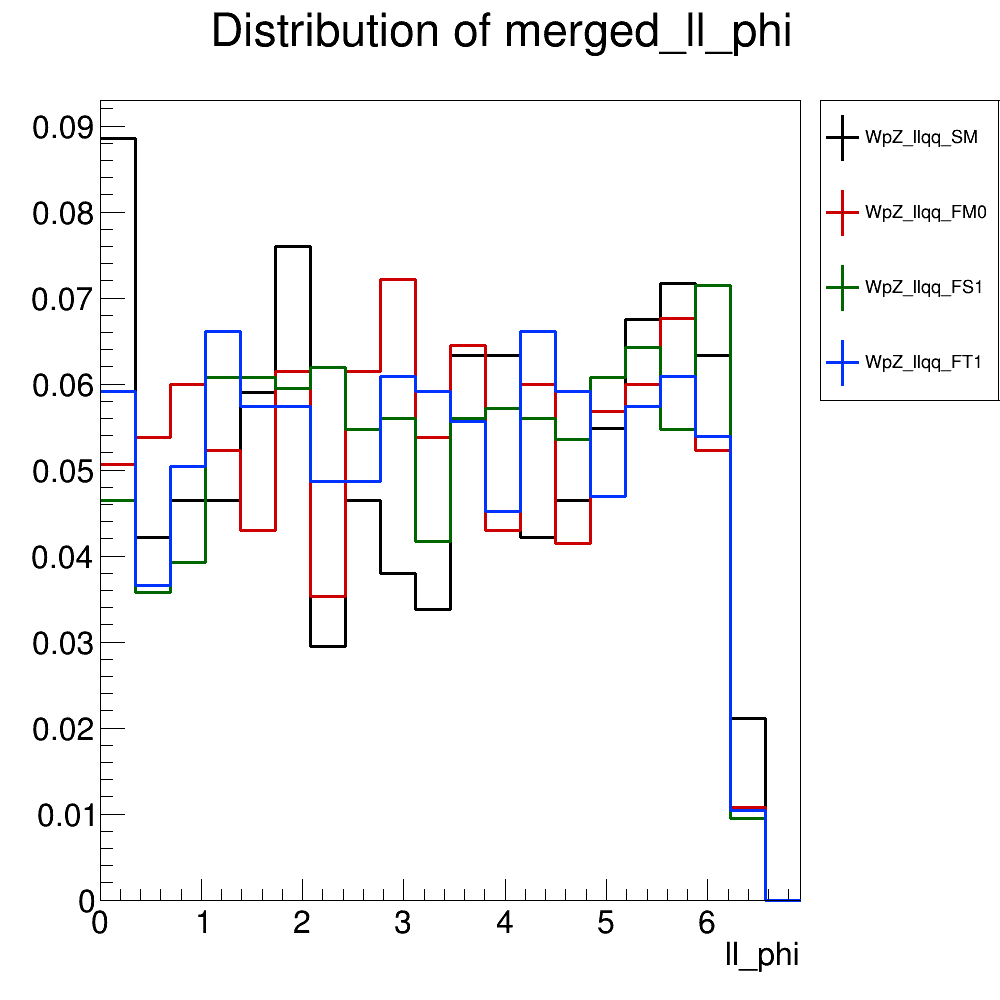 Distribution of merged_ll_phi
0.09
0.08
0.07
0.06
0.05
0.04
0.03
0.02
0.01
0
0 1 2 3 4 5 6
ll_phi
WpZ_llqq_SM
WpZ_llqq_FM0
WpZ_llqq_FS1
WpZ_llqq_FT1